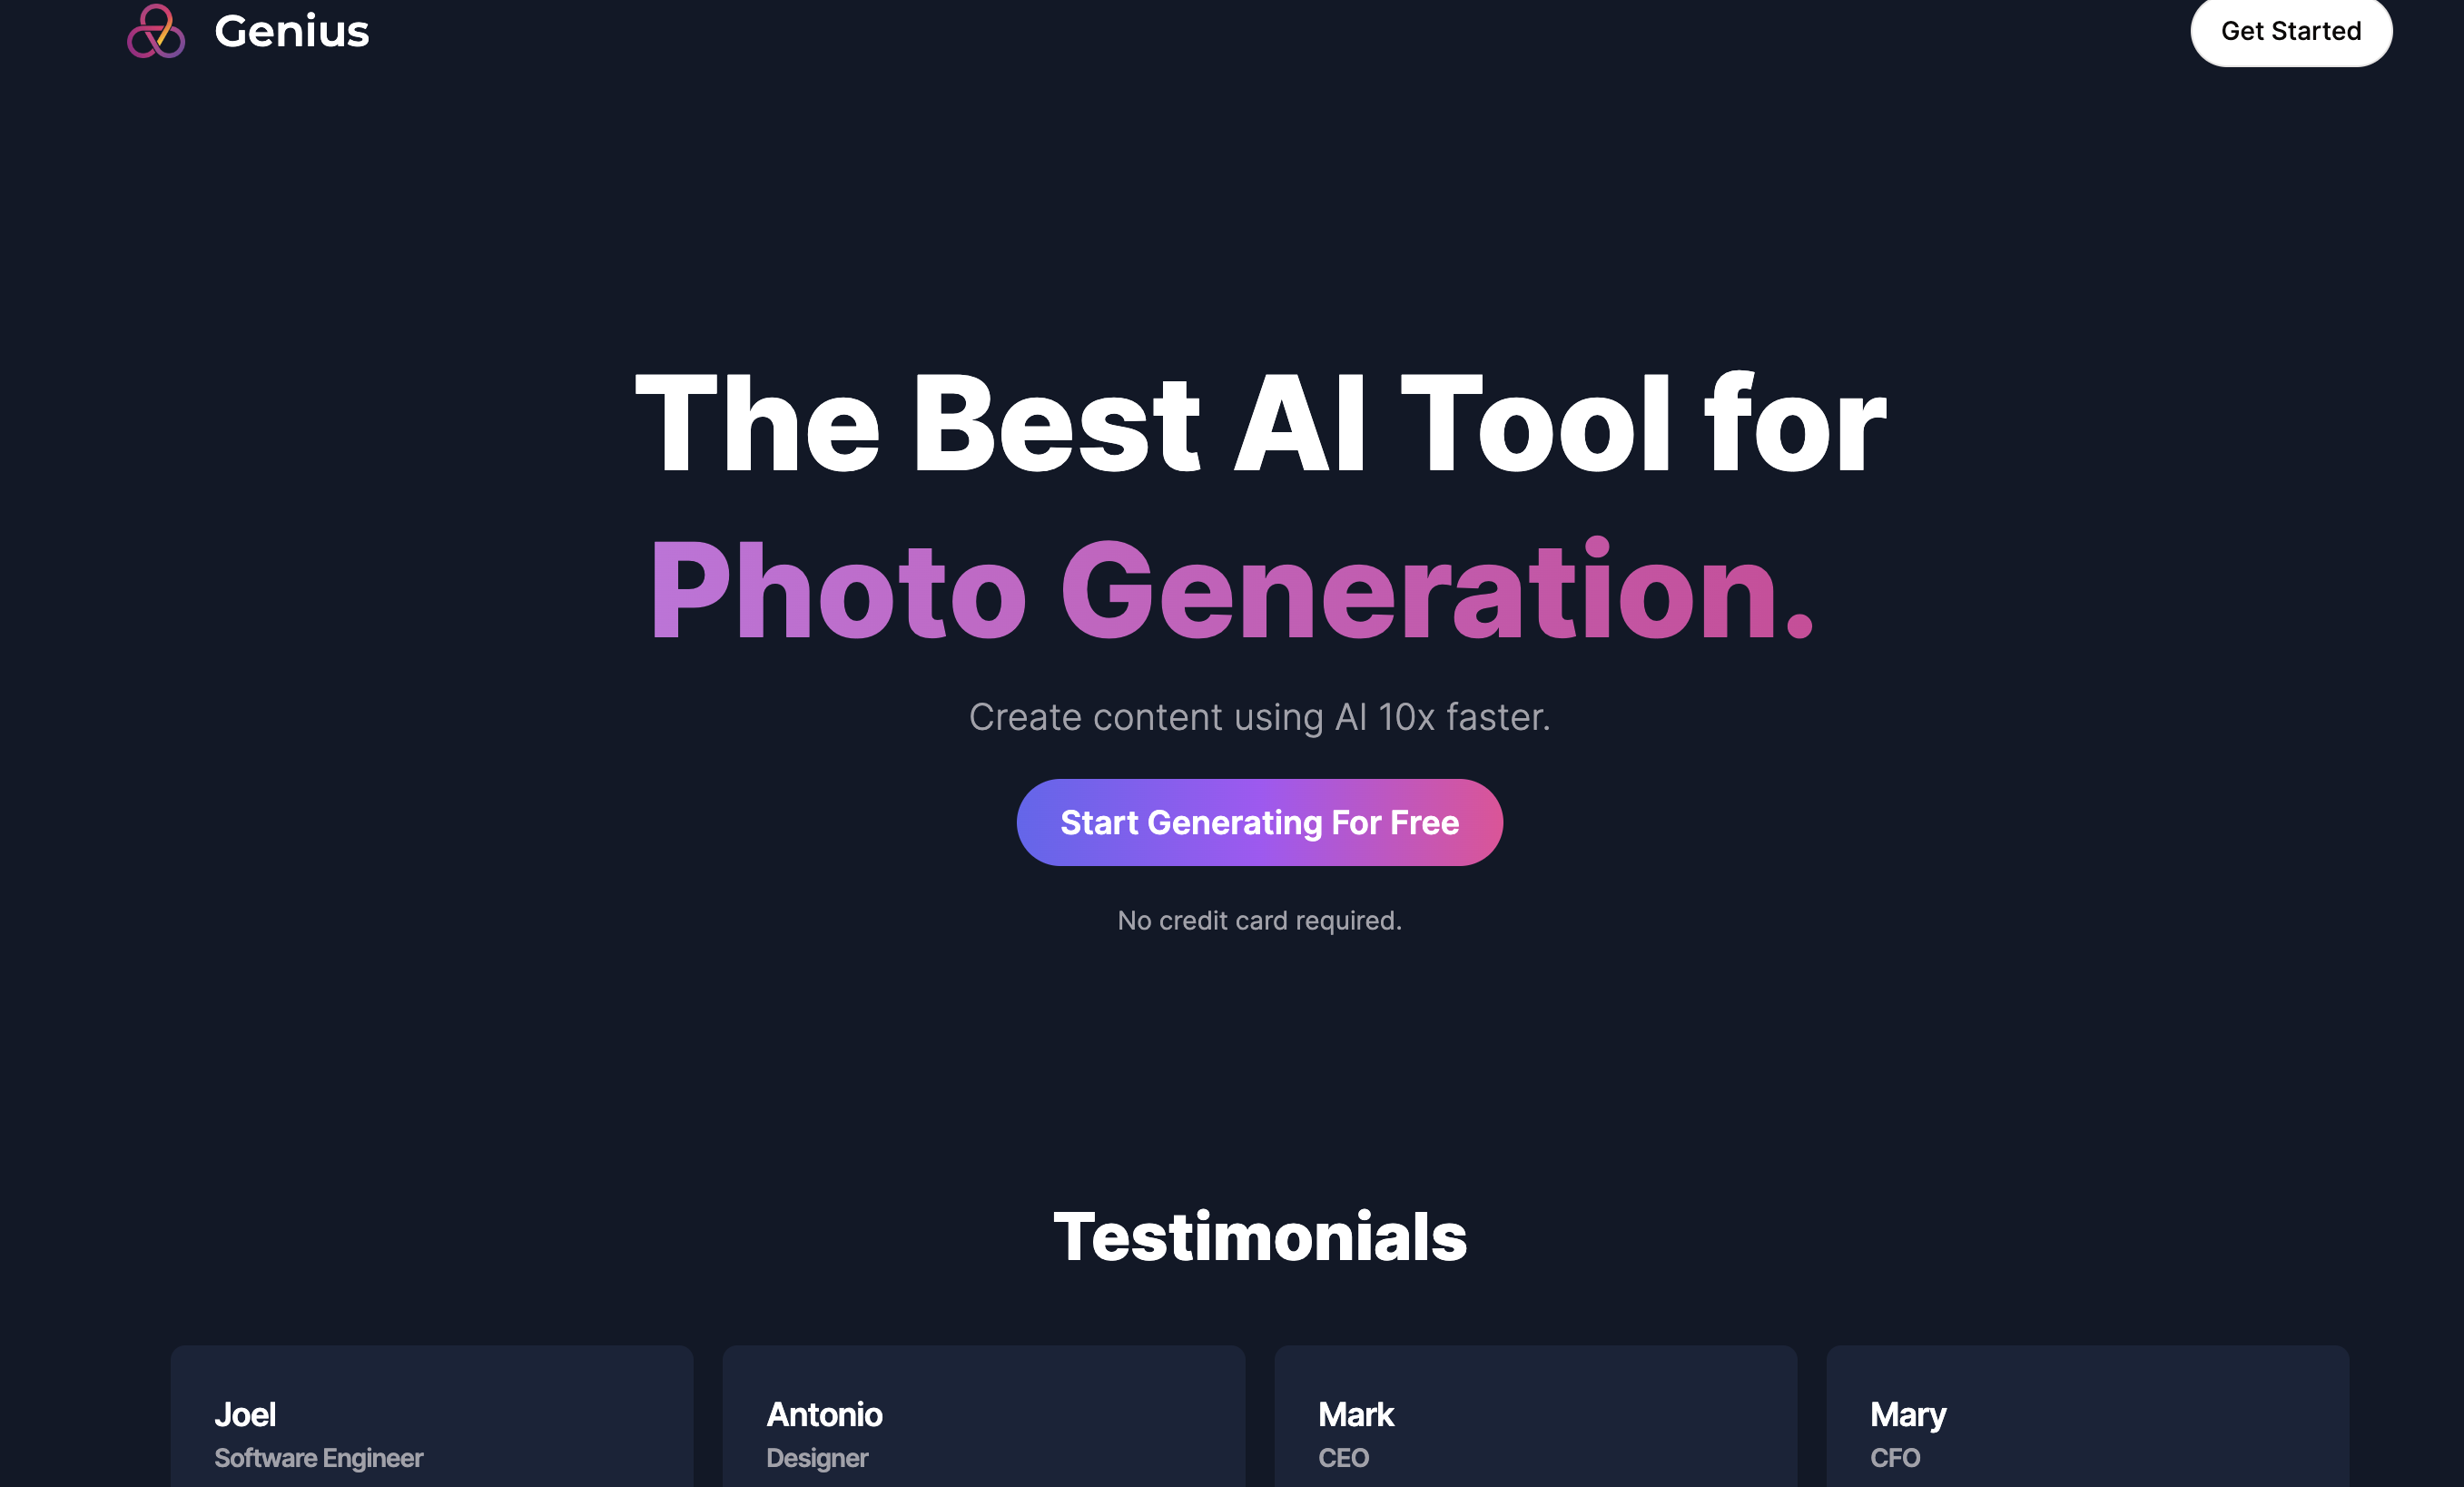 Genius
Get Started
The Best AI Tool for
Photo Generation.
Create content using AI 10x faster.
Start Generating For Free
No credit card required.
Testimonials
Joel
Software Engineer
Antonio
Designer
Mark
CEO
Mary
CFO